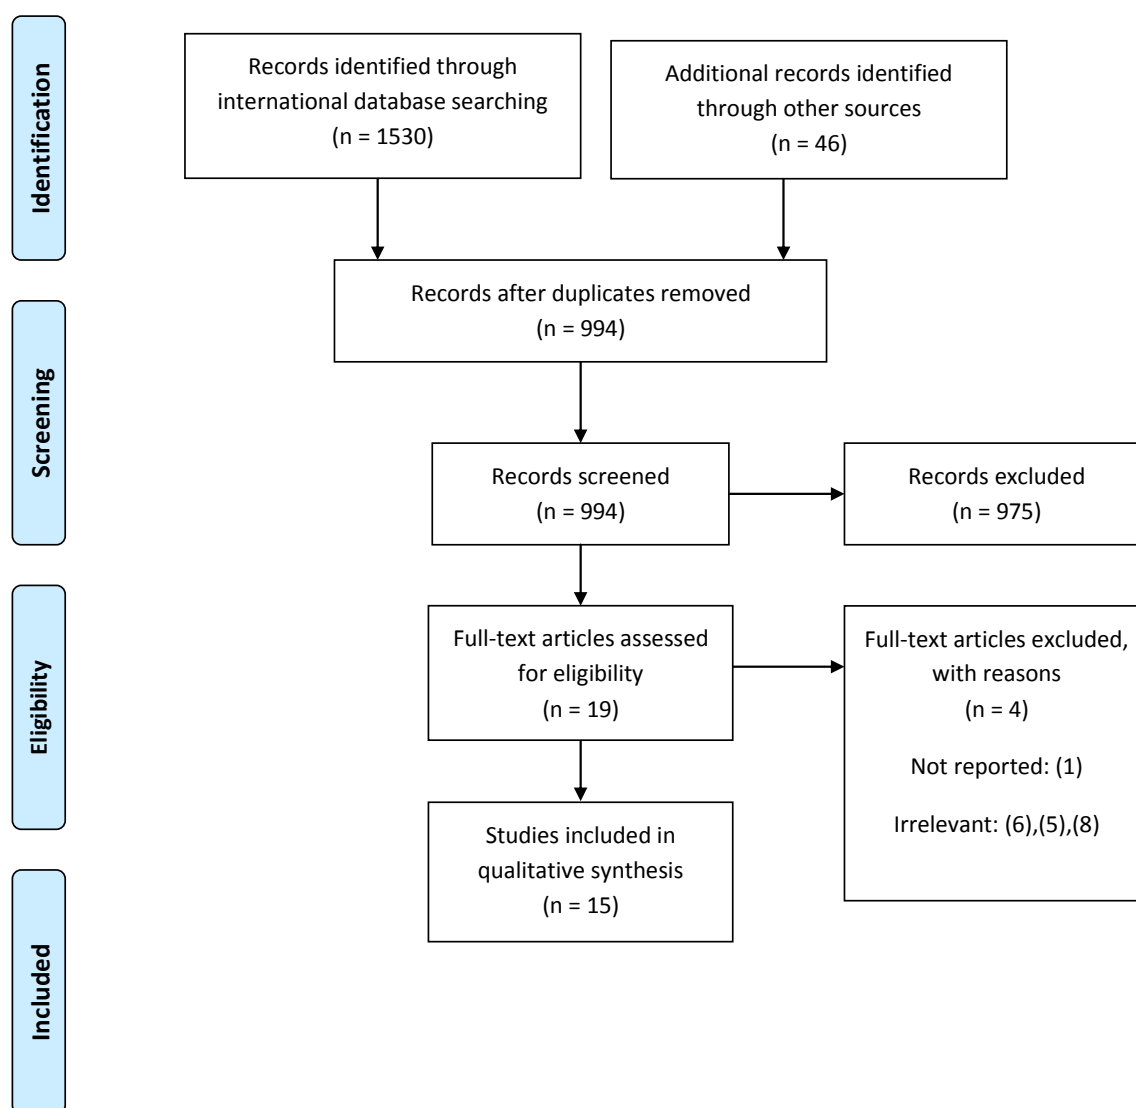 Identification
Records identified through
international database searching
(n = 1530)
Additional records identified
through other sources
(n = 46)
Records after duplicates removed
(n = 994)
Screening
Records screened
(n = 994)
Records excluded
(n = 975)
Eligibility
Full-text articles assessed
for eligibility
(n = 19)
Full-text articles excluded,
with reasons
(n = 4)
Not reported: (1)
Irrelevant: (6),(5),(8)
Included
Studies included in
qualitative synthesis
(n = 15)